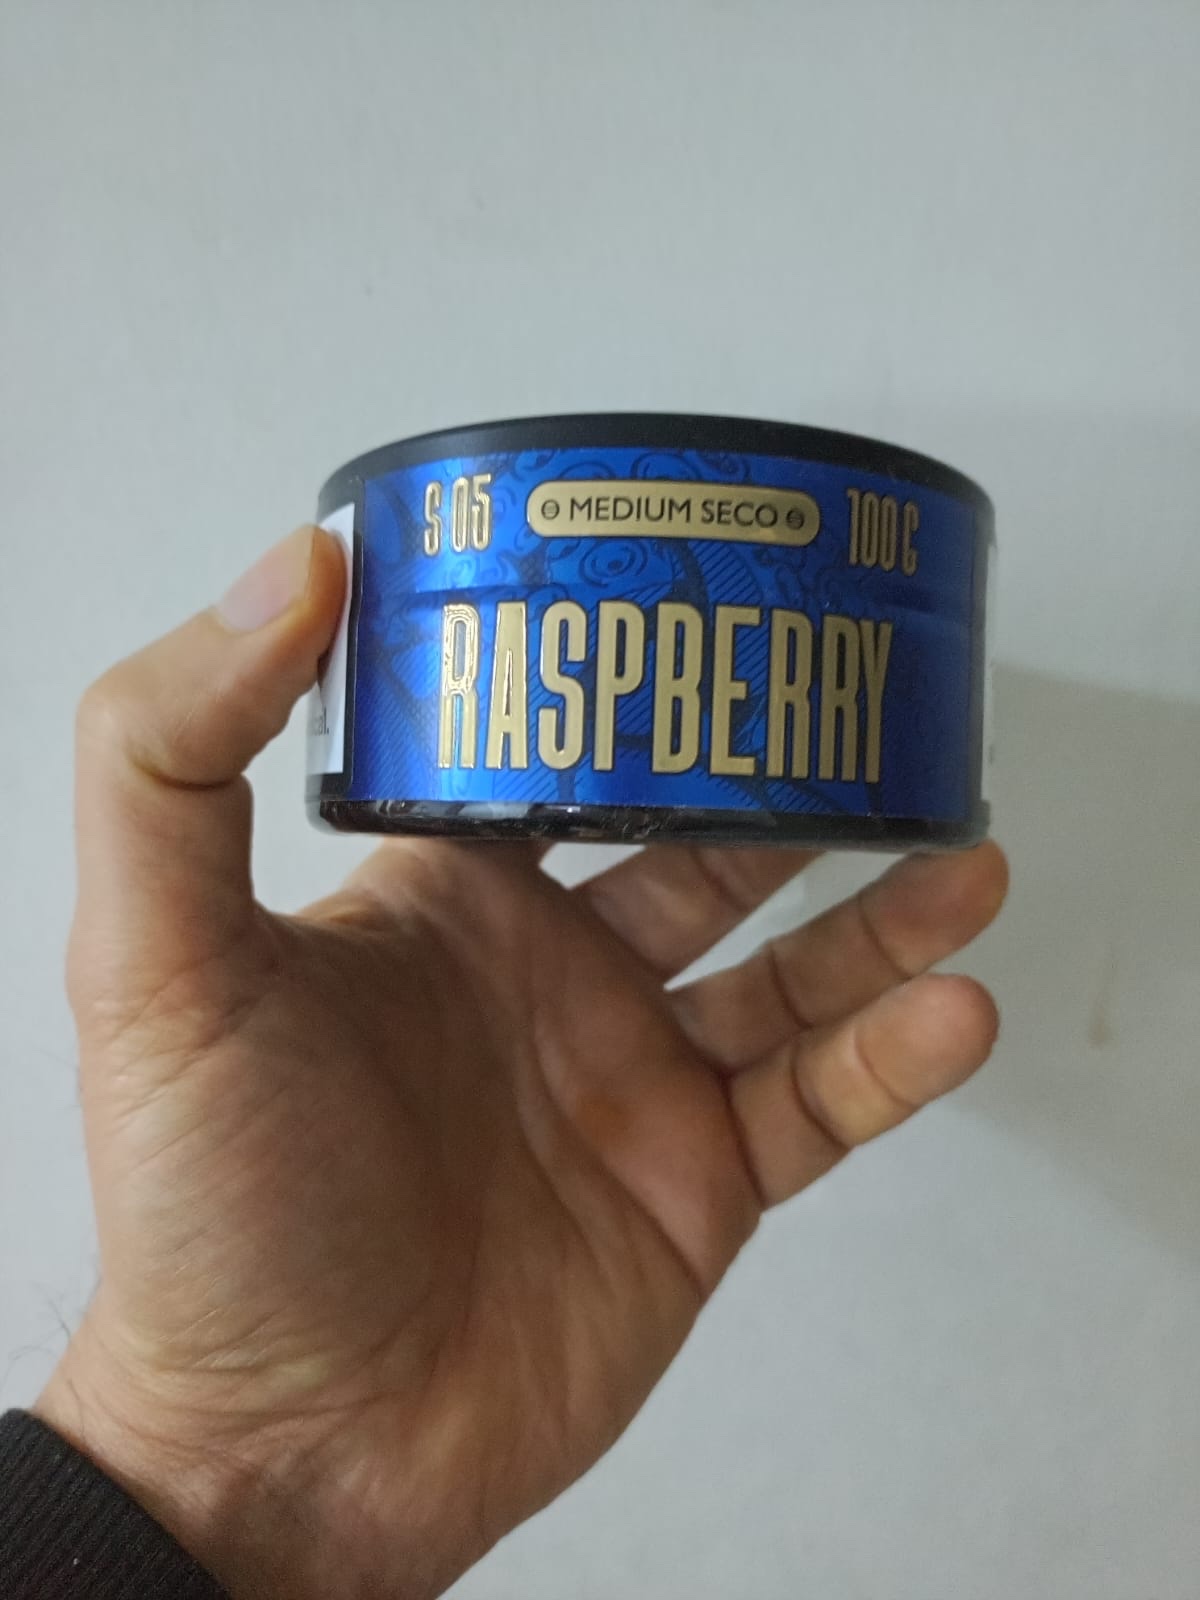 S 05
MEDIUM SECO
100 G
RASPBERRY